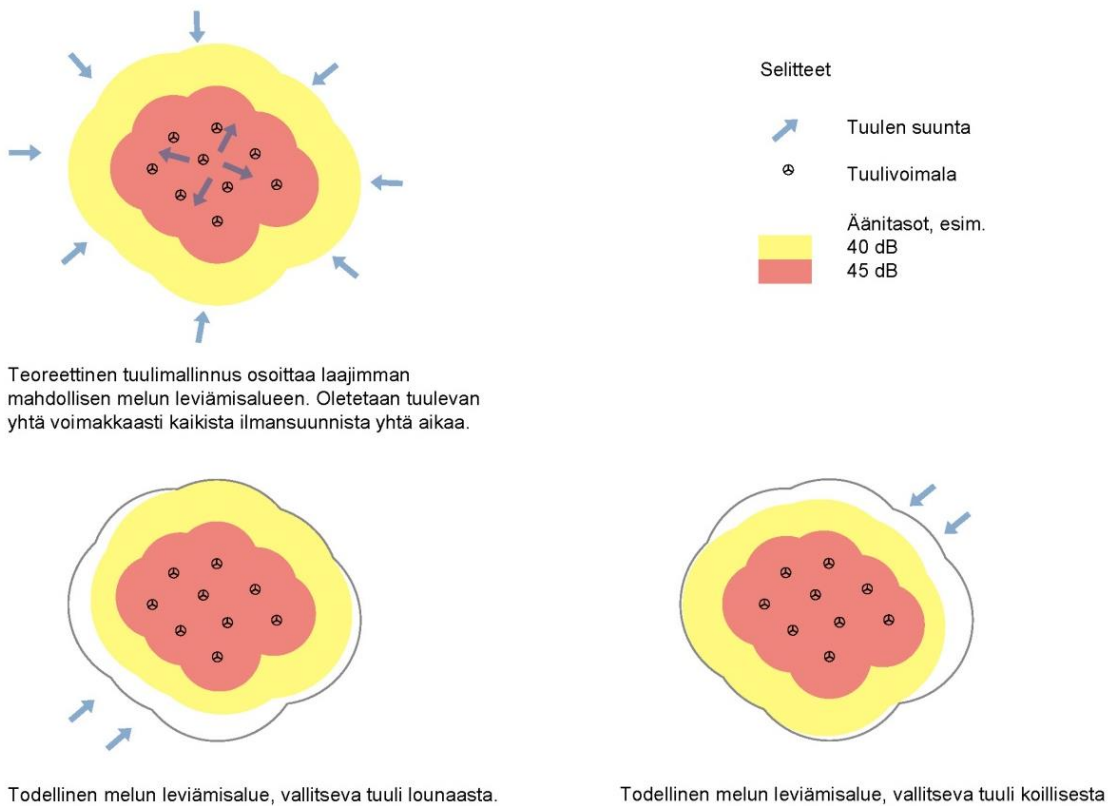 Selitteet
Tuulen suunta
Tuulivoimala
Äänitasot, esim.
40 dB
45 dB
Teoreettinen tuulimallinnus osoittaa laajimman
mahdollisen melun leviämisalueen. Oletetaan tuulevan
yhtä voimakkaasti kaikista ilmansuunnista yhtä aikaa.
Todellinen melun leviämisalue, vallitseva tuuli lounaasta.
Todellinen melun leviämisalue, vallitseva tuuli koillisesta